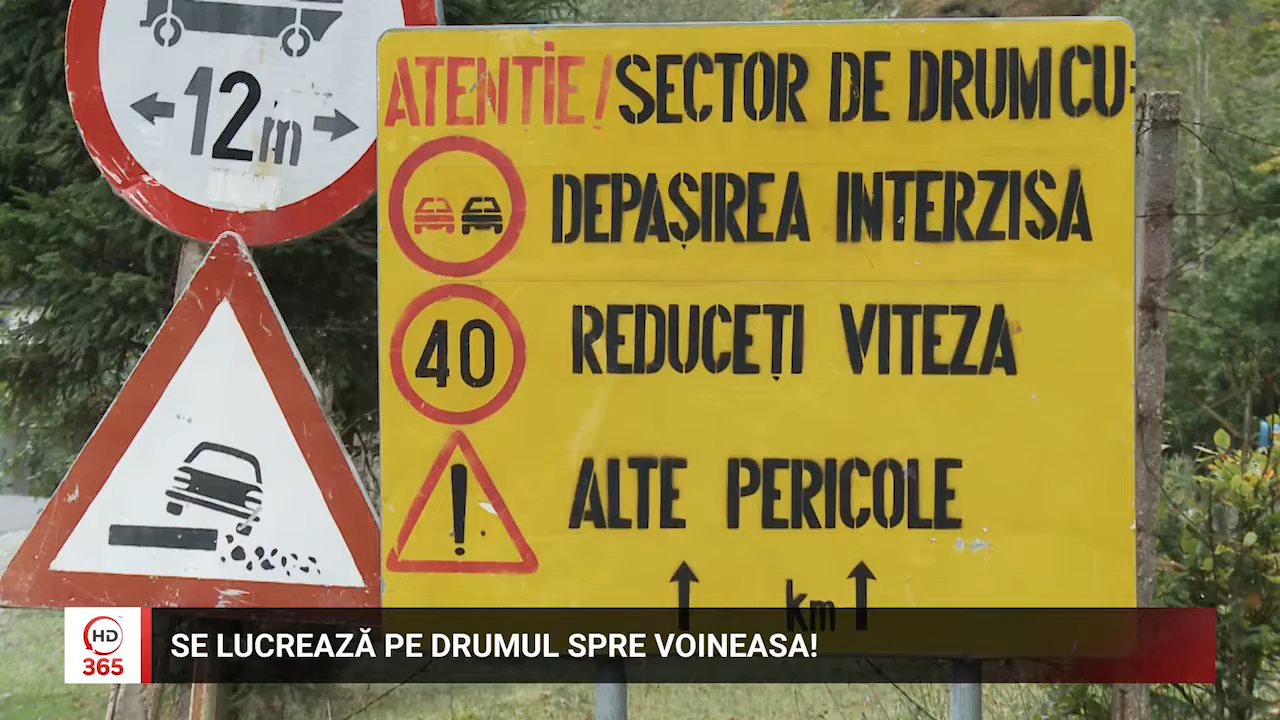 12m
ATENTIE! SECTOR DE DRUM CU:
DEPAȘIREA INTERZISA
40
REDUCEȚI VITEZA
!
ALTE PERICOLE
km
HD
365
SE LUCREAZĂ PE DRUMUL SPRE VOINEASA!